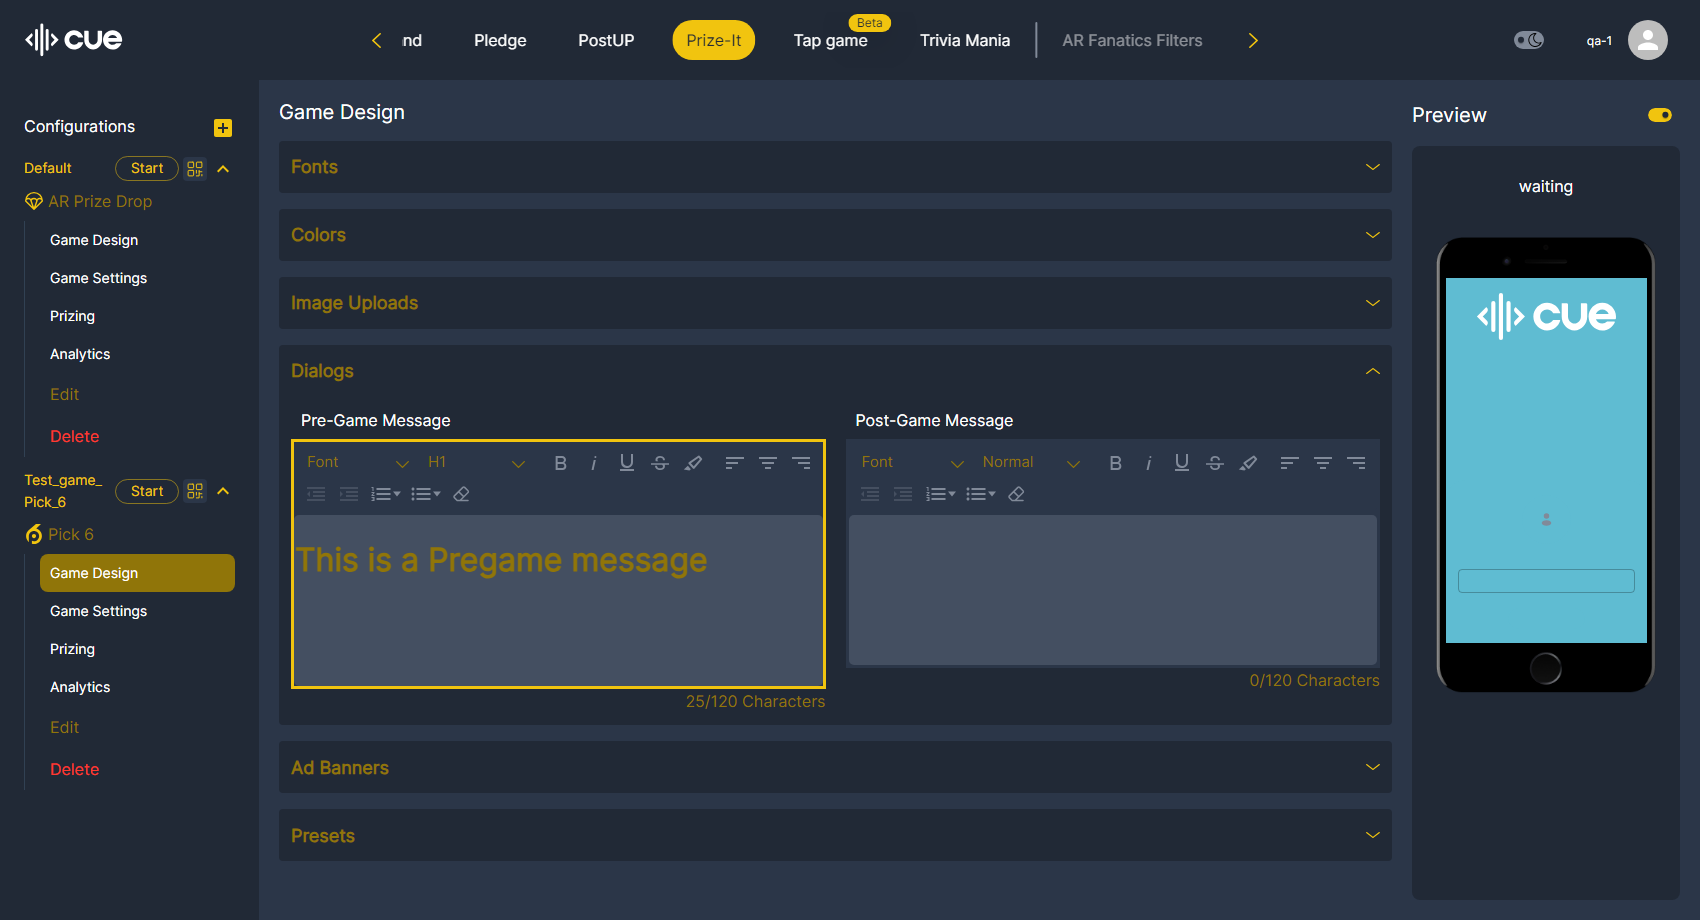 cue
nd
Pledge
PostUP
Prize-It
Beta
Tap game
Trivia Mania
AR Fanatics Filters
qa-1
Configurations
Default
Start
AR Prize Drop
Game Design
Game Settings
Prizing
Analytics
Edit
Delete
Test_game_
Pick_6
Start
Pick 6
Game Design
Game Settings
Prizing
Analytics
Edit
Delete
Game Design
Fonts
Colors
Image Uploads
Dialogs
Pre-Game Message
Font
H1
B
i
U
S
This is a Pregame message
25/120 Characters
Post-Game Message
Font
Normal
B
i
U
S
0/120 Characters
Ad Banners
Presets
Preview
waiting
cue